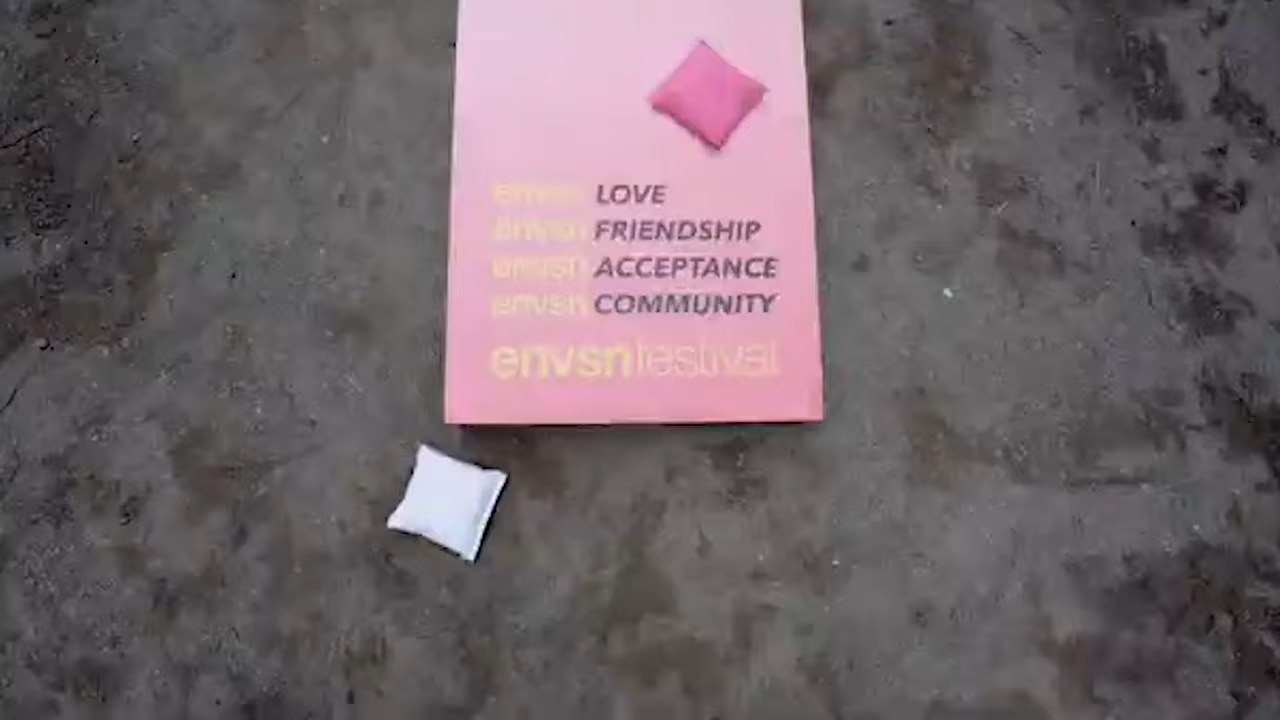 envsn LOVE
envsn FRIENDSHIP
envsn ACCEPTANCE
envsn COMMUNITY
envsn festival